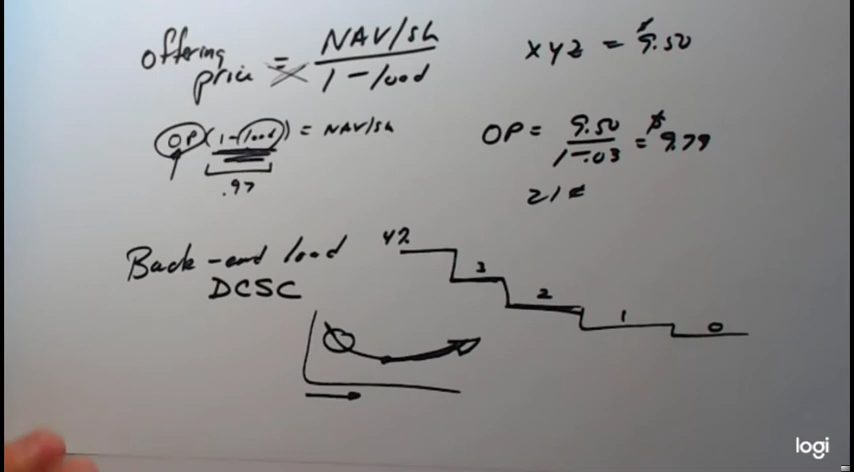 Offering price = NAV/sh / 1 - load
xyz = $9.50
OP (1 - load) = NAV/sh
.97
OP = 9.50 / 1 - .03 = $9.79
21¢
Back-end load
DCSC
4%
3
2
1
0
logi